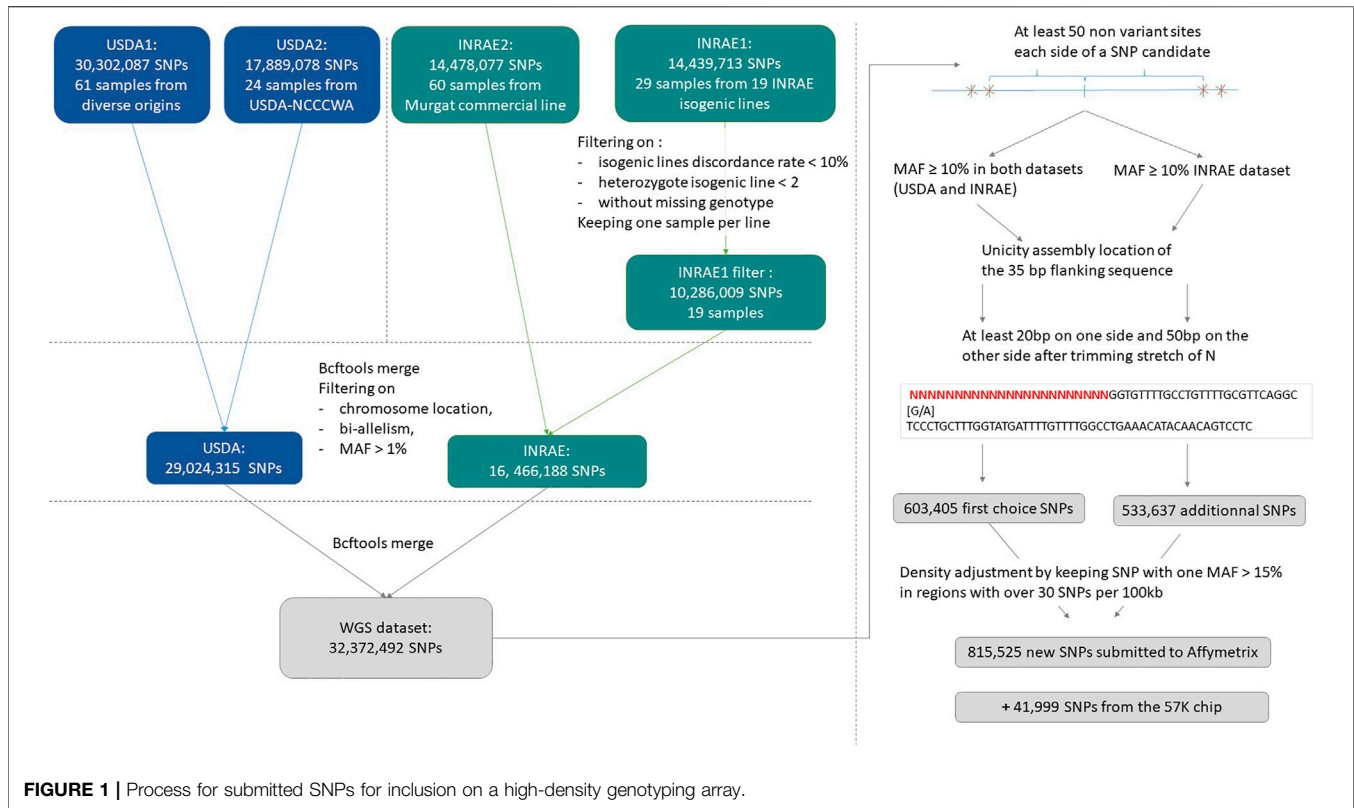 USDA1:
30,302,087 SNPs
61 samples from
diverse origins
USDA2:
17,889,078 SNPs
24 samples from
USDA-NCCCWA
INRAE2:
14,478,077 SNPs
60 samples from
Murgat commercial line
INRAE1:
14,439,713 SNPs
29 samples from 19 INRAE
isogenic lines
Filtering on :
- isogenic lines discordance rate < 10%
- heterozygote isogenic line < 2
- without missing genotype
Keeping one sample per line
INRAE1 filter :
10,286,009 SNPs
19 samples
Bcftools merge
Filtering on
- chromosome location,
- bi-allelism,
- MAF > 1%
USDA:
29,024,315 SNPs
INRAE:
16, 466,188 SNPs
Bcftools merge
WGS dataset:
32,372,492 SNPs
At least 50 non variant sites
each side of a SNP candidate
MAF ≥ 10% in both datasets
(USDA and INRAE)
MAF ≥ 10% INRAE dataset
Unicity assembly location of
the 35 bp flanking sequence
At least 20bp on one side and 50bp on the
other side after trimming stretch of N
NNNNNNNNNNNNNNNNNNNNNNNNGGTGTTTTGCCTGTTTTGCGTTCAGGC
[G/A]
TCCCTGCTTTGGTATGATTTTGTTTTGGCCTGAAACATACAACAGTCCTC
603,405 first choice SNPs
533,637 additionnal SNPs
Density adjustment by keeping SNP with one MAF > 15%
in regions with over 30 SNPs per 100kb
815,525 new SNPs submitted to Affymetrix
+ 41,999 SNPs from the 57K chip
FIGURE 1 | Process for submitted SNPs for inclusion on a high-density genotyping array.